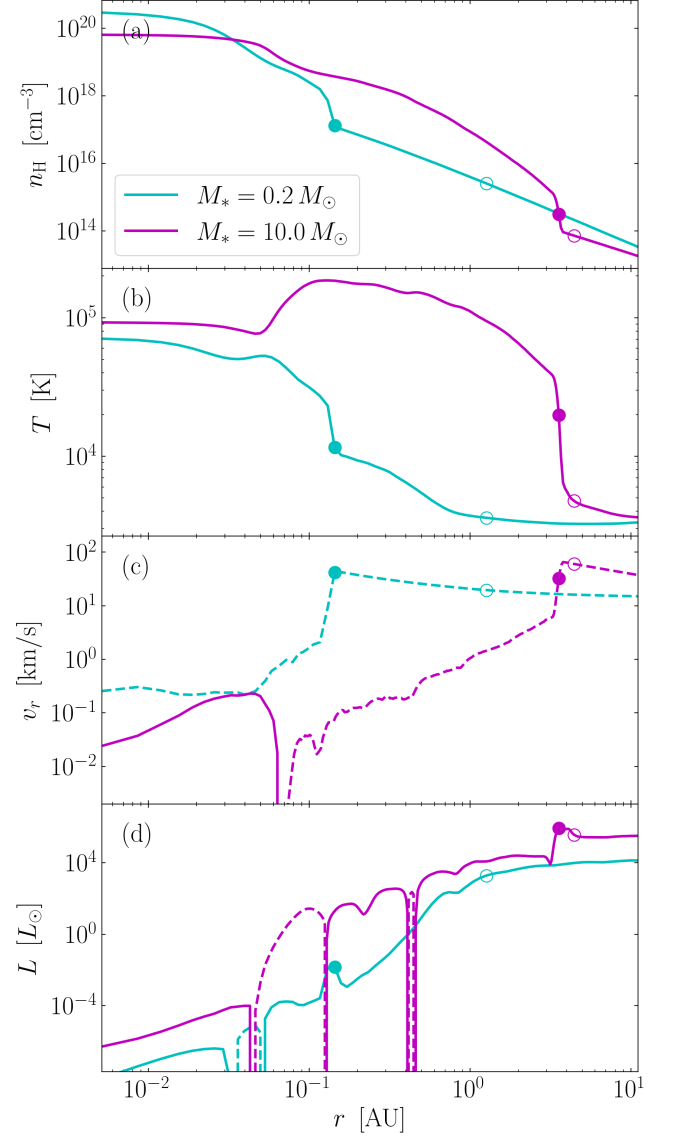 (a)
10^{20}
10^{18}
10^{16}
10^{14}
n_H [cm^{−3}]
M_* = 0.2 M_⊙
M_* = 10.0 M_⊙
(b)
10^5
10^4
T [K]
(c)
10^2
10^1
10^0
10^{−1}
10^{−2}
v_r [km/s]
(d)
10^4
10^0
10^{−4}
L [L_⊙]
10^{−2} 10^{−1} 10^0 10^1
r [AU]